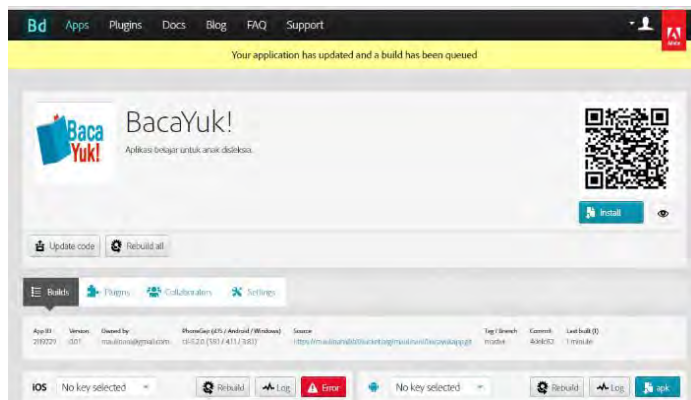 Bd Apps Plugins Docs Blog FAQ Support
Adobe
Your application has updated and a build has been queued
Baca
Yuk!
BacaYuk!
Aplikasi belajar untuk anak disleksia.
Install
Update code Rebuild all
Builds Plugins Collaborators Settings
App ID Version Owned by PhoneGap (iOS / Android / Windows) Source Tag / Branch Commit Last built (1)
master 1 minute
iOS No key selected Rebuild Log Error No key selected Rebuild Log apk